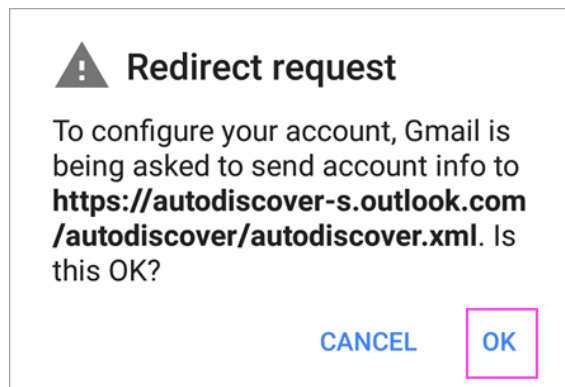 Redirect request
To configure your account, Gmail is
being asked to send account info to
https://autodiscover-s.outlook.com
/autodiscover/autodiscover.xml. Is
this OK?
CANCEL OK